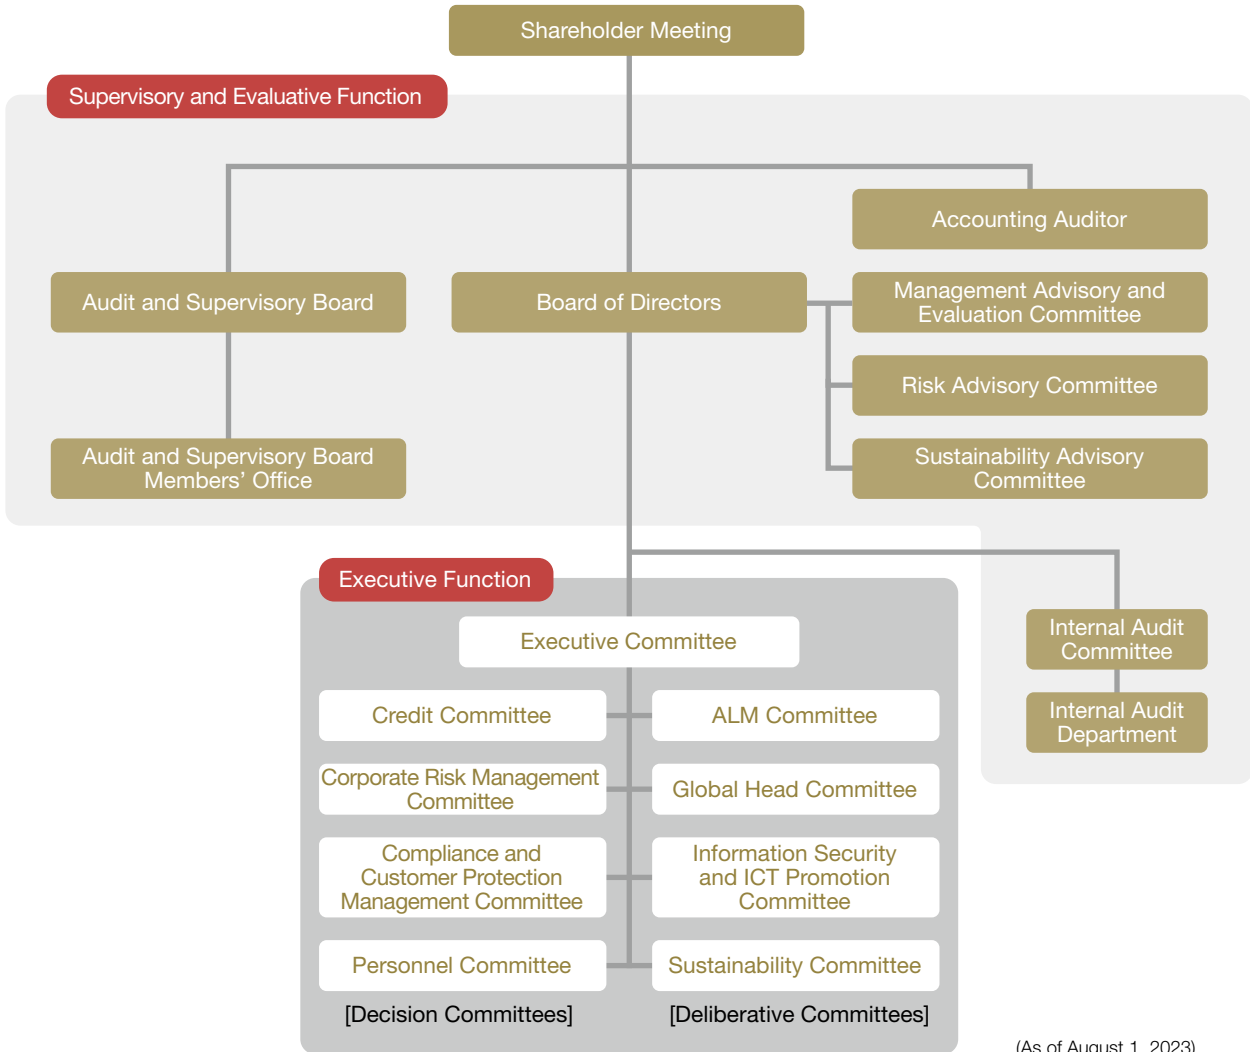 Shareholder Meeting
Supervisory and Evaluative Function
Accounting Auditor
Audit and Supervisory Board
Board of Directors
Management Advisory and
Evaluation Committee
Risk Advisory Committee
Audit and Supervisory Board
Members’ Office
Sustainability Advisory
Committee
Executive Function
Executive Committee
Internal Audit
Committee
Internal Audit
Department
Credit Committee
ALM Committee
Corporate Risk Management
Committee
Global Head Committee
Compliance and
Customer Protection
Management Committee
Information Security
and ICT Promotion
Committee
Personnel Committee
Sustainability Committee
[Decision Committees]
[Deliberative Committees]
(As of August 1, 2023)